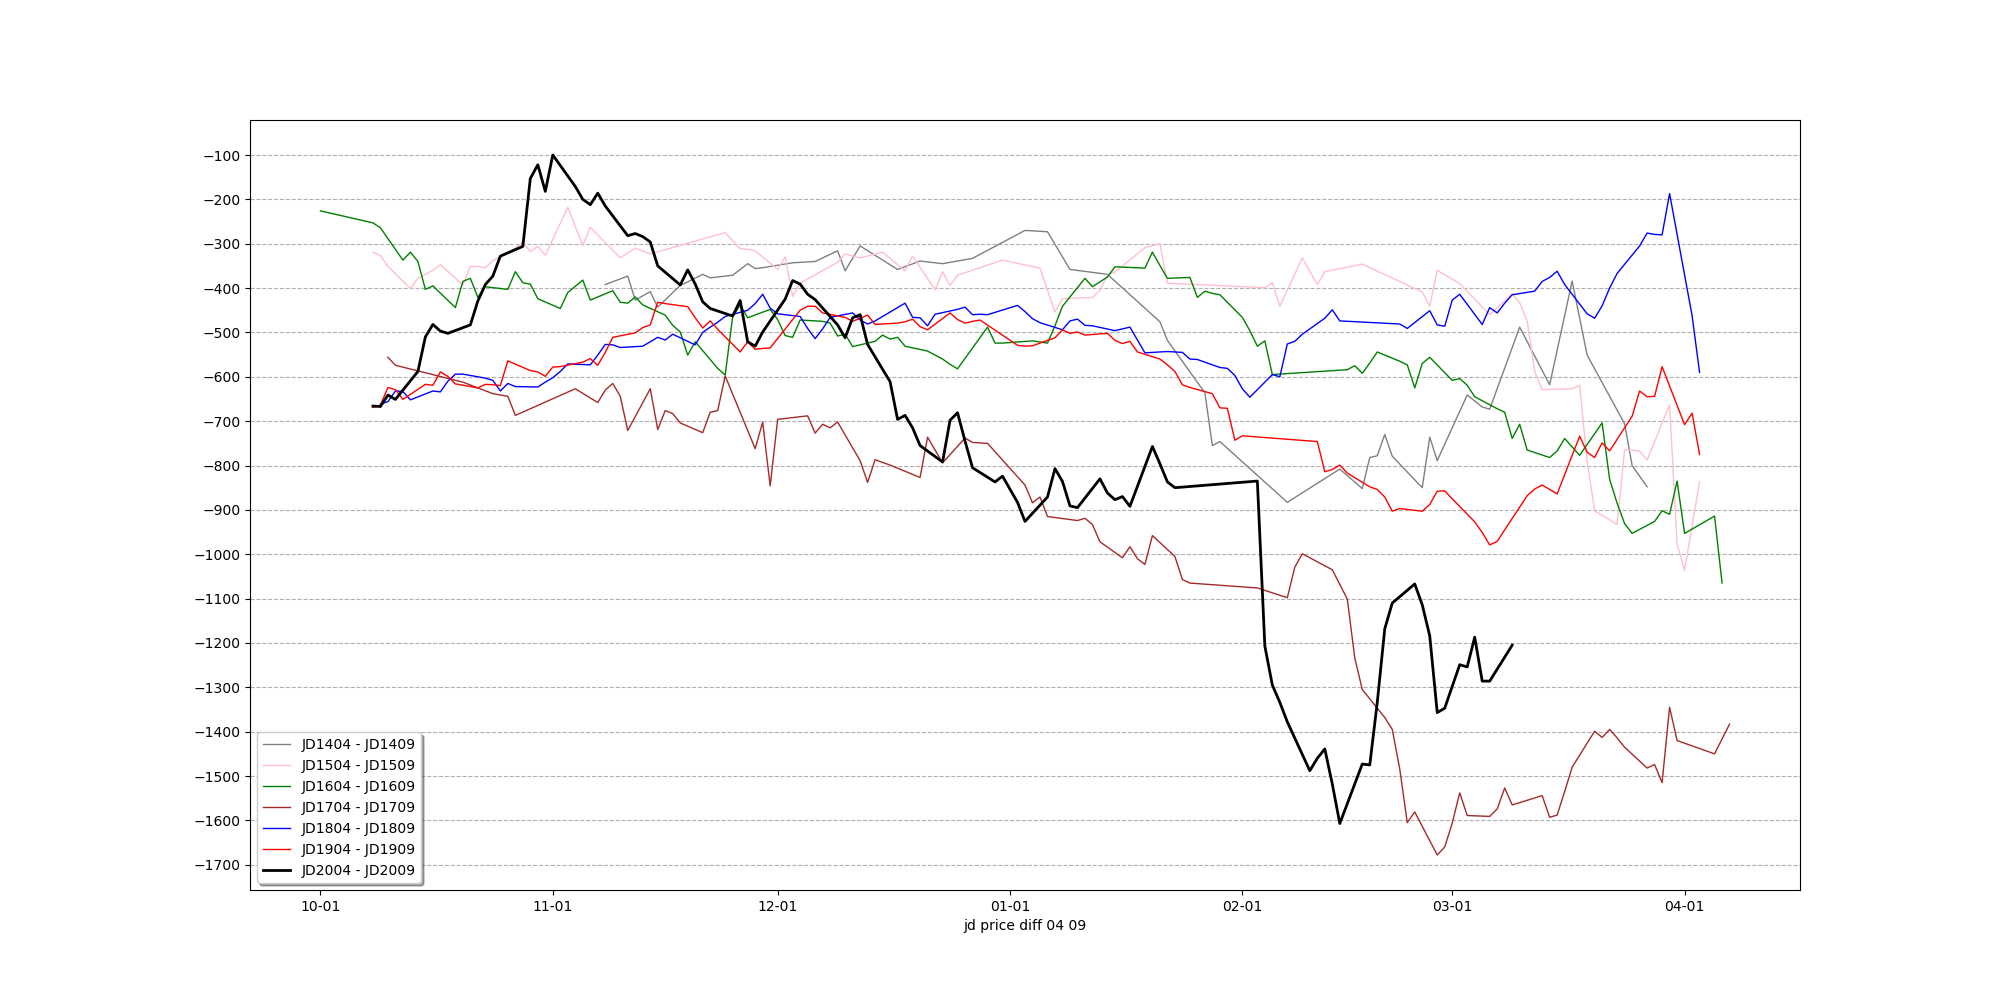 −100
−200
−300
−400
−500
−600
−700
−800
−900
−1000
−1100
−1200
−1300
−1400
−1500
−1600
−1700
JD1404 - JD1409
JD1504 - JD1509
JD1604 - JD1609
JD1704 - JD1709
JD1804 - JD1809
JD1904 - JD1909
JD2004 - JD2009
10-01 11-01 12-01 01-01 02-01 03-01 04-01
jd price diff 04 09